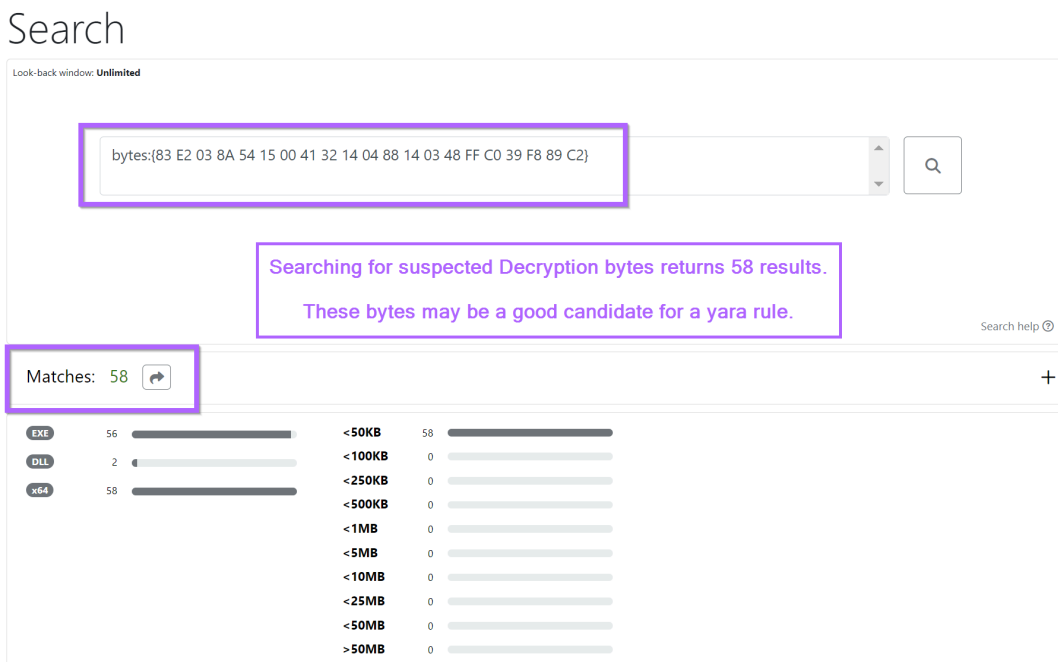 Search
Look-back window: Unlimited
bytes:{83 E2 03 8A 54 15 00 41 32 14 04 88 14 03 48 FF C0 39 F8 89 C2}
Searching for suspected Decryption bytes returns 58 results.
These bytes may be a good candidate for a yara rule.
Search help ?
Matches: 58
+
EXE 56 <50KB 58
DLL 2 <100KB 0
x64 58 <250KB 0
<500KB 0
<1MB 0
<5MB 0
<10MB 0
<25MB 0
<50MB 0
>50MB 0